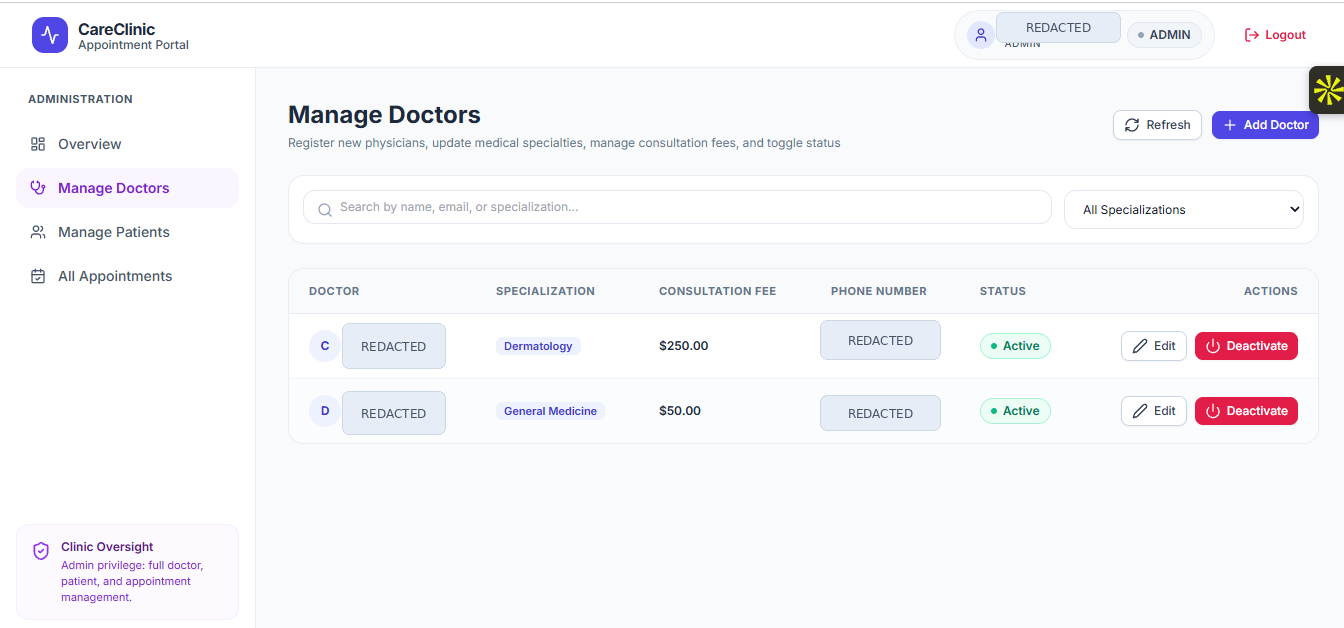 CareClinic
Appointment Portal
REDACTED
ADMIN
ADMIN
Logout
ADMINISTRATION
Overview
Manage Doctors
Manage Patients
All Appointments
Clinic Oversight
Admin privilege: full doctor,
patient, and appointment
management.
Manage Doctors
Register new physicians, update medical specialties, manage consultation fees, and toggle status
Refresh
+ Add Doctor
Search by name, email, or specialization...
All Specializations
DOCTOR SPECIALIZATION CONSULTATION FEE PHONE NUMBER STATUS ACTIONS
C REDACTED Dermatology $250.00 REDACTED Active Edit Deactivate
D REDACTED General Medicine $50.00 REDACTED Active Edit Deactivate